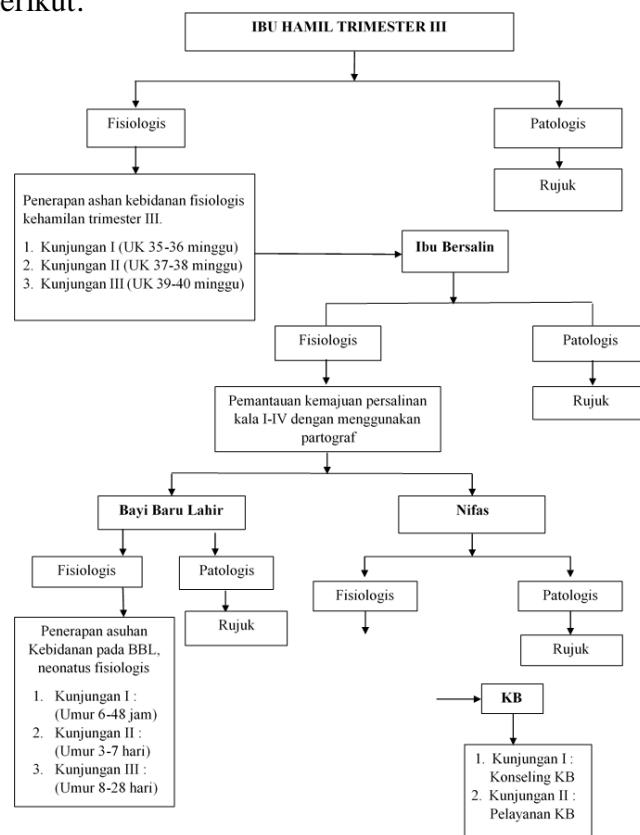 erikut:
IBU HAMIL TRIMESTER III
Fisiologis
Patologis
Rujuk
Penerapan ashan kebidanan fisiologis
kehamilan trimester III.
1. Kunjungan I (UK 35-36 minggu)
2. Kunjungan II (UK 37-38 minggu)
3. Kunjungan III (UK 39-40 minggu)
Ibu Bersalin
Fisiologis
Patologis
Rujuk
Pemantauan kemajuan persalinan
kala I-IV dengan menggunakan
partograf
Bayi Baru Lahir
Nifas
Fisiologis
Patologis
Rujuk
Fisiologis
Patologis
Rujuk
Penerapan asuhan
Kebidanan pada BBL,
neonatus fisiologis
1. Kunjungan I :
(Umur 6-48 jam)
2. Kunjungan II :
(Umur 3-7 hari)
3. Kunjungan III :
(Umur 8-28 hari)
KB
1. Kunjungan I :
Konseling KB
2. Kunjungan II :
Pelayanan KB